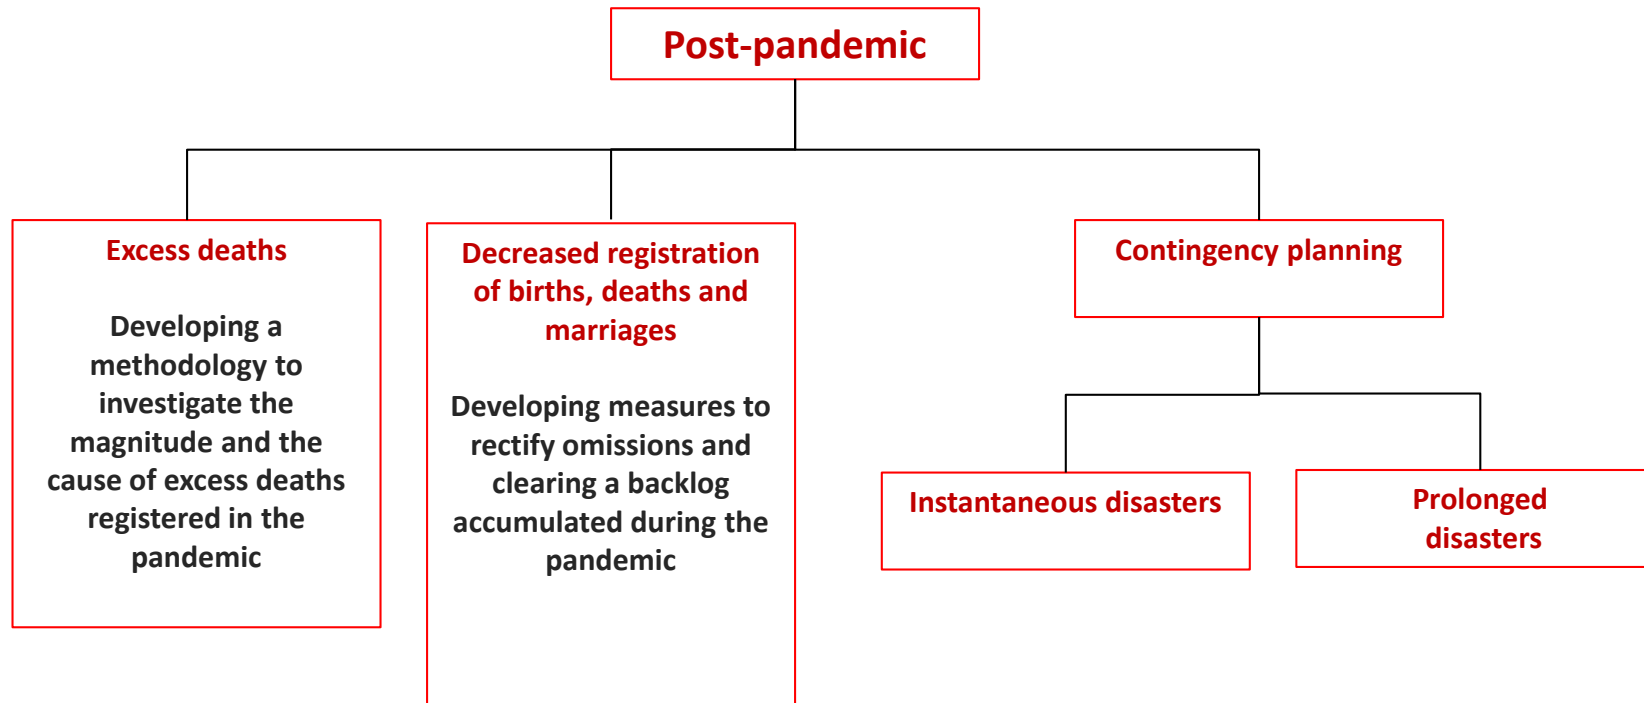 Post-pandemic
Excess deaths
Developing a
methodology to
investigate the
magnitude and the
cause of excess deaths
registered in the
pandemic
Decreased registration
of births, deaths and
marriages
Developing measures to
rectify omissions and
clearing a backlog
accumulated during the
pandemic
Contingency planning
Instantaneous disasters
Prolonged
disasters